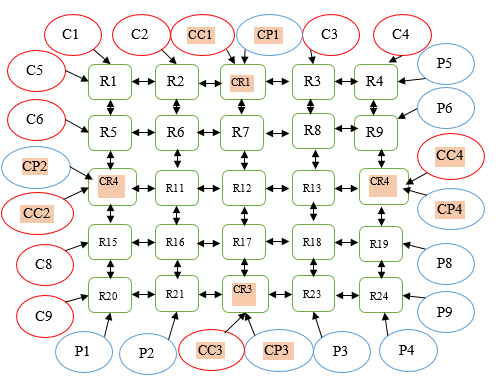 C1 C2 CC1 CP1 C3 C4
C5 R1 R2 CR1 R3 R4 P5
C6 R5 R6 R7 R8 R9 P6
CP2 CR4 R11 R12 R13 CR4 CC4
CC2 CP4
C8 R15 R16 R17 R18 R19 P8
C9 R20 R21 CR3 R23 R24 P9
P1 P2 CC3 CP3 P3 P4